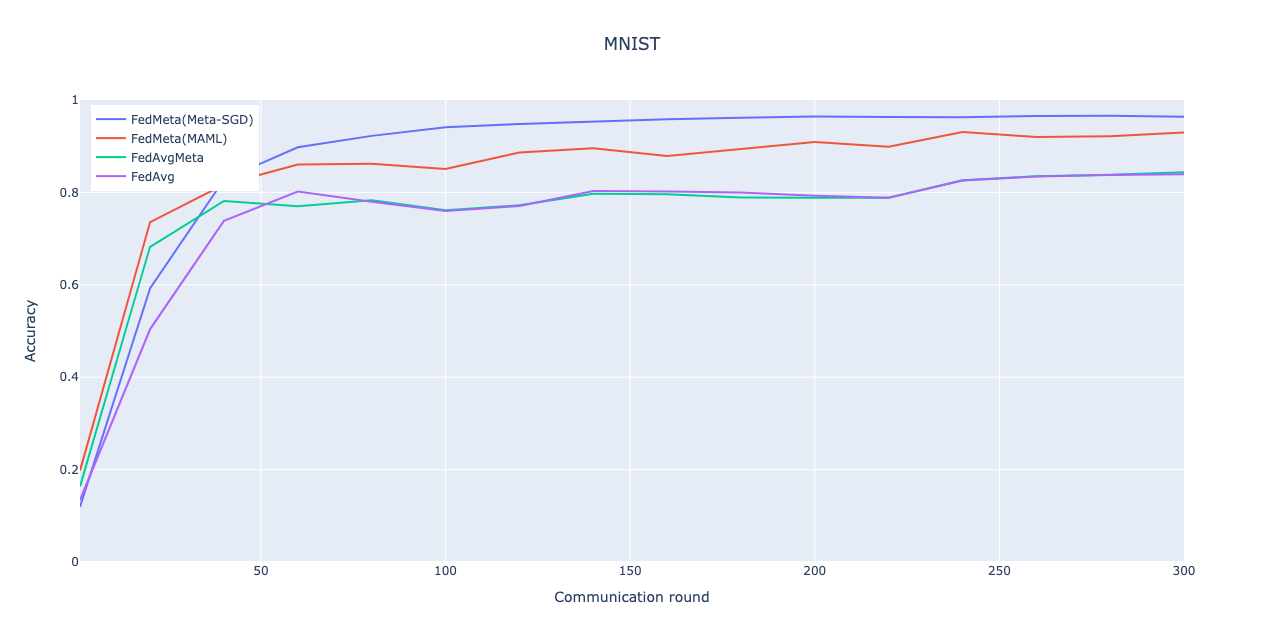 MNIST
1
FedMeta(Meta-SGD)
FedMeta(MAML)
FedAvgMeta
FedAvg
0.8
0.6
0.4
0.2
0
Accuracy
50 100 150 200 250 300
Communication round